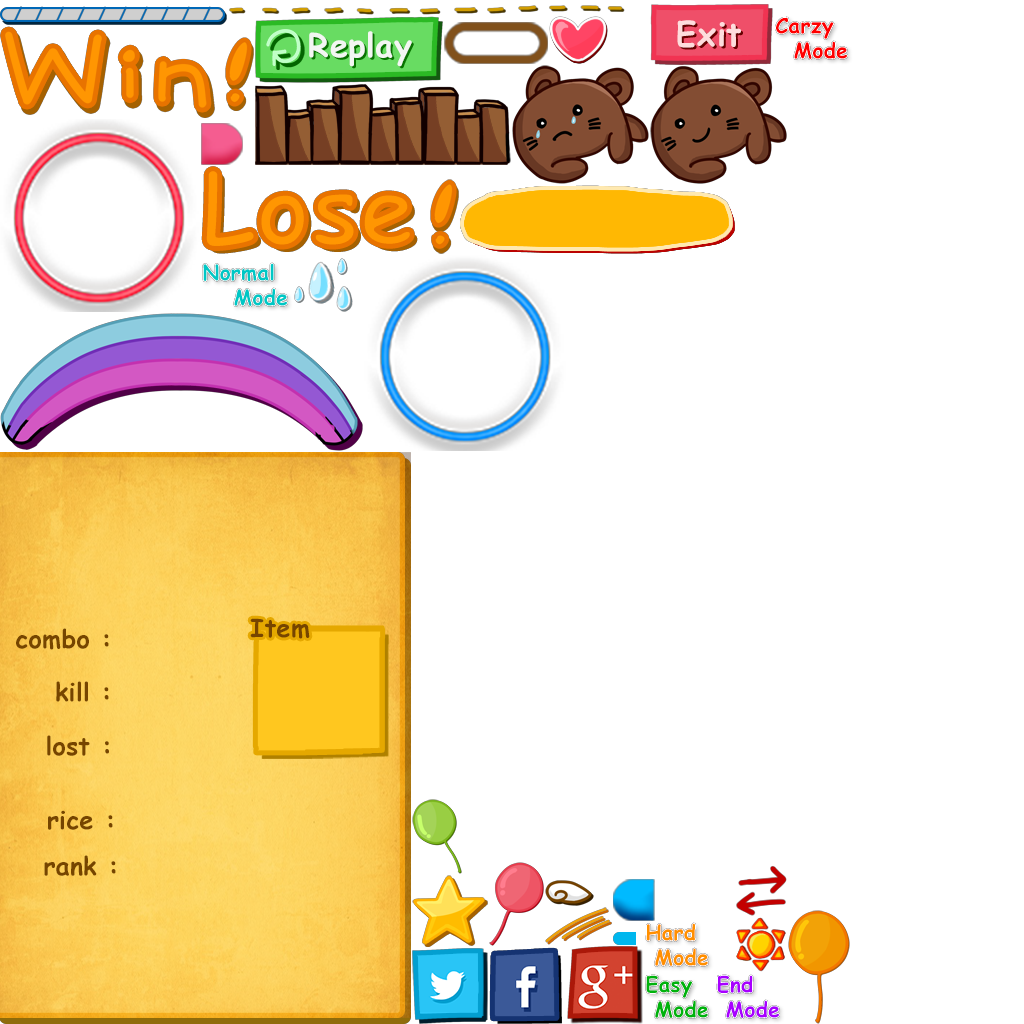 Win!
Replay
Exit
Carzy
Mode
Lose!
Normal
Mode
Item
combo :
kill :
lost :
rice :
rank :
Hard
Mode
f
g+
Easy
Mode
End
Mode